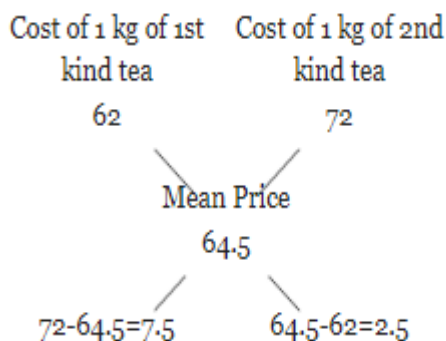 Cost of 1 kg of 1st Cost of 1 kg of 2nd
kind tea kind tea
62 72
Mean Price
64.5
72-64.5=7.5 64.5-62=2.5